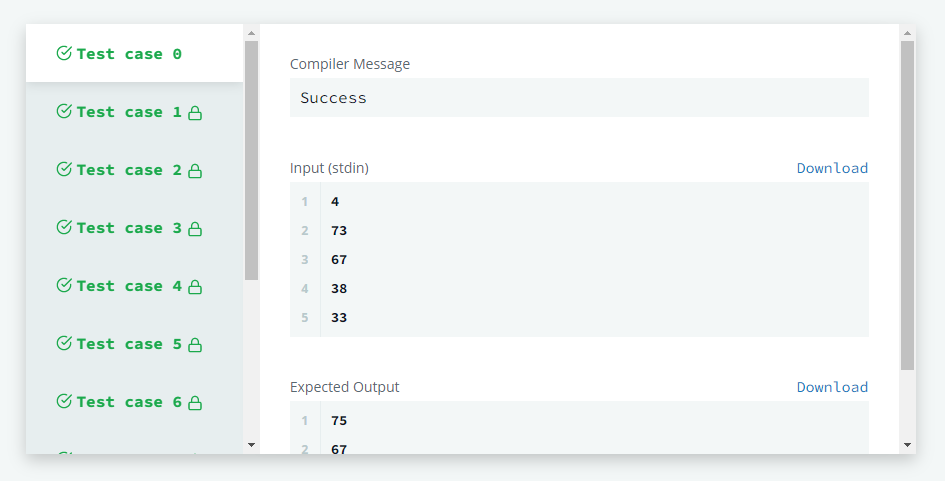 Test case 0
Test case 1
Test case 2
Test case 3
Test case 4
Test case 5
Test case 6
Compiler Message
Success
Input (stdin)
Download
1 4
2 73
3 67
4 38
5 33
Expected Output
Download
1 75
2 67